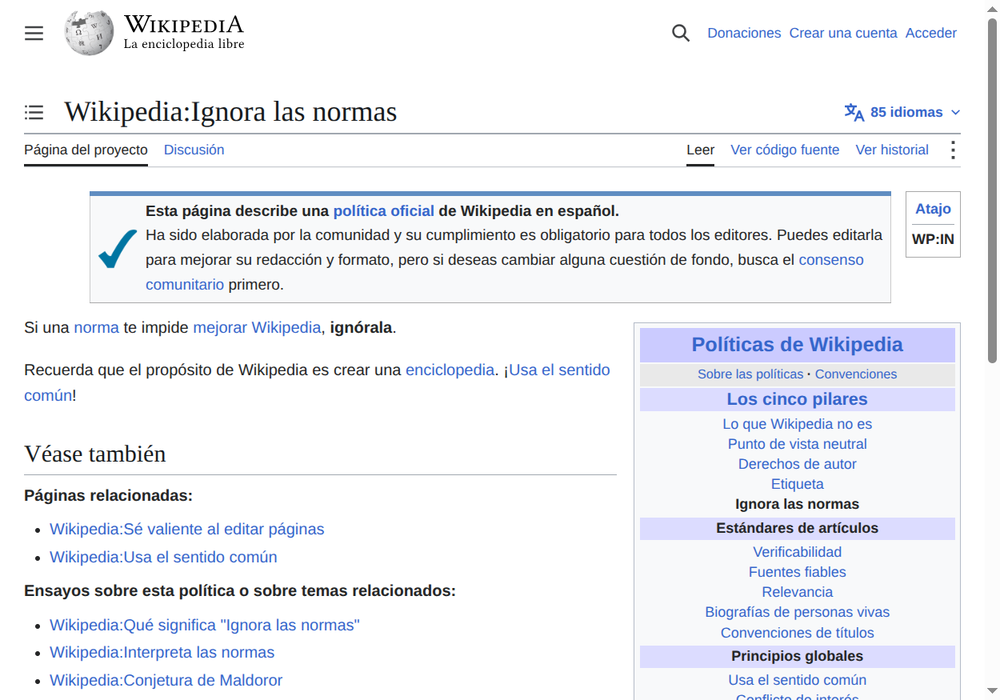 WIKIPEDIA
La enciclopedia libre
Donaciones Crear una cuenta Acceder
Wikipedia:Ignora las normas
85 idiomas
Página del proyecto Discusión
Leer Ver código fuente Ver historial
Esta página describe una política oficial de Wikipedia en español.
Ha sido elaborada por la comunidad y su cumplimiento es obligatorio para todos los editores. Puedes editarla
para mejorar su redacción y formato, pero si deseas cambiar alguna cuestión de fondo, busca el consenso
comunitario primero.
Atajo
WP:IN
Si una norma te impide mejorar Wikipedia, ignórala.
Recuerda que el propósito de Wikipedia es crear una enciclopedia. ¡Usa el sentido
común!
Véase también
Páginas relacionadas:
Wikipedia:Sé valiente al editar páginas
Wikipedia:Usa el sentido común
Ensayos sobre esta política o sobre temas relacionados:
Wikipedia:Qué significa "Ignora las normas"
Wikipedia:Interpreta las normas
Wikipedia:Conjetura de Maldoror
Políticas de Wikipedia
Sobre las políticas · Convenciones
Los cinco pilares
Lo que Wikipedia no es
Punto de vista neutral
Derechos de autor
Etiqueta
Ignora las normas
Estándares de artículos
Verificabilidad
Fuentes fiables
Relevancia
Biografías de personas vivas
Convenciones de títulos
Principios globales
Usa el sentido común
Conflicto de interés